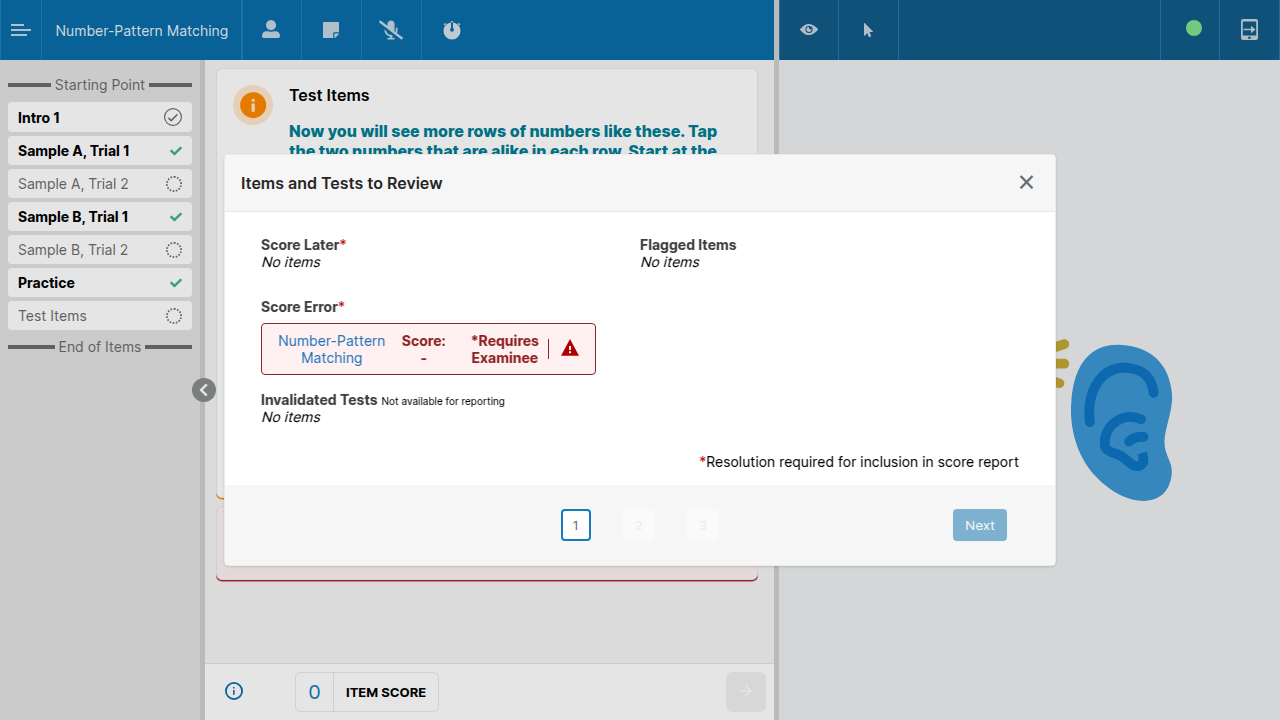 Number-Pattern Matching
Starting Point
Intro 1
Sample A, Trial 1
Sample A, Trial 2
Sample B, Trial 1
Sample B, Trial 2
Practice
Test Items
End of Items
Test Items
Now you will see more rows of numbers like these. Tap
the two numbers that are alike in each row. Start at the
Items and Tests to Review
Score Later*
No items
Flagged Items
No items
Score Error*
Number-Pattern
Matching
Score:
-
*Requires
Examinee
Invalidated Tests Not available for reporting
No items
*Resolution required for inclusion in score report
1
2
3
Next
0
ITEM SCORE